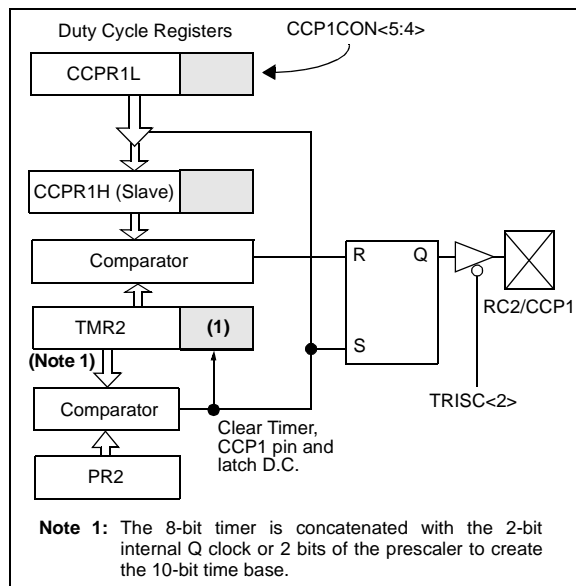 Duty Cycle Registers
CCP1CON<5:4>
CCPR1L
CCPR1H (Slave)
Comparator
R
Q
RC2/CCP1
TMR2
(1)
(Note 1)
S
TRISC<2>
Comparator
Clear Timer,
CCP1 pin and
latch D.C.
PR2
Note 1: The 8-bit timer is concatenated with the 2-bit
internal Q clock or 2 bits of the prescaler to create
the 10-bit time base.